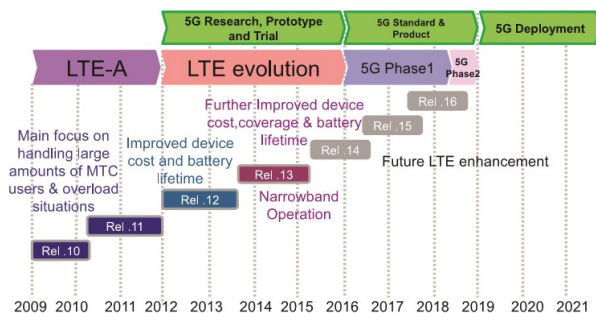 5G Research, Prototype
and Trial
5G Standard &
Product
5G Deployment
LTE-A
LTE evolution
5G Phase1
5G
Phase2
Further Improved device
cost,coverage & battery
lifetime
Rel .16
Rel .15
Rel .14
Future LTE enhancement
Main focus on
handling large
amounts of MTC
users & overload
situations
Improved device
cost and battery
lifetime
Rel .13
Narrowband
Operation
Rel .12
Rel .11
Rel .10
2009 2010 2011 2012 2013 2014 2015 2016 2017 2018 2019 2020 2021